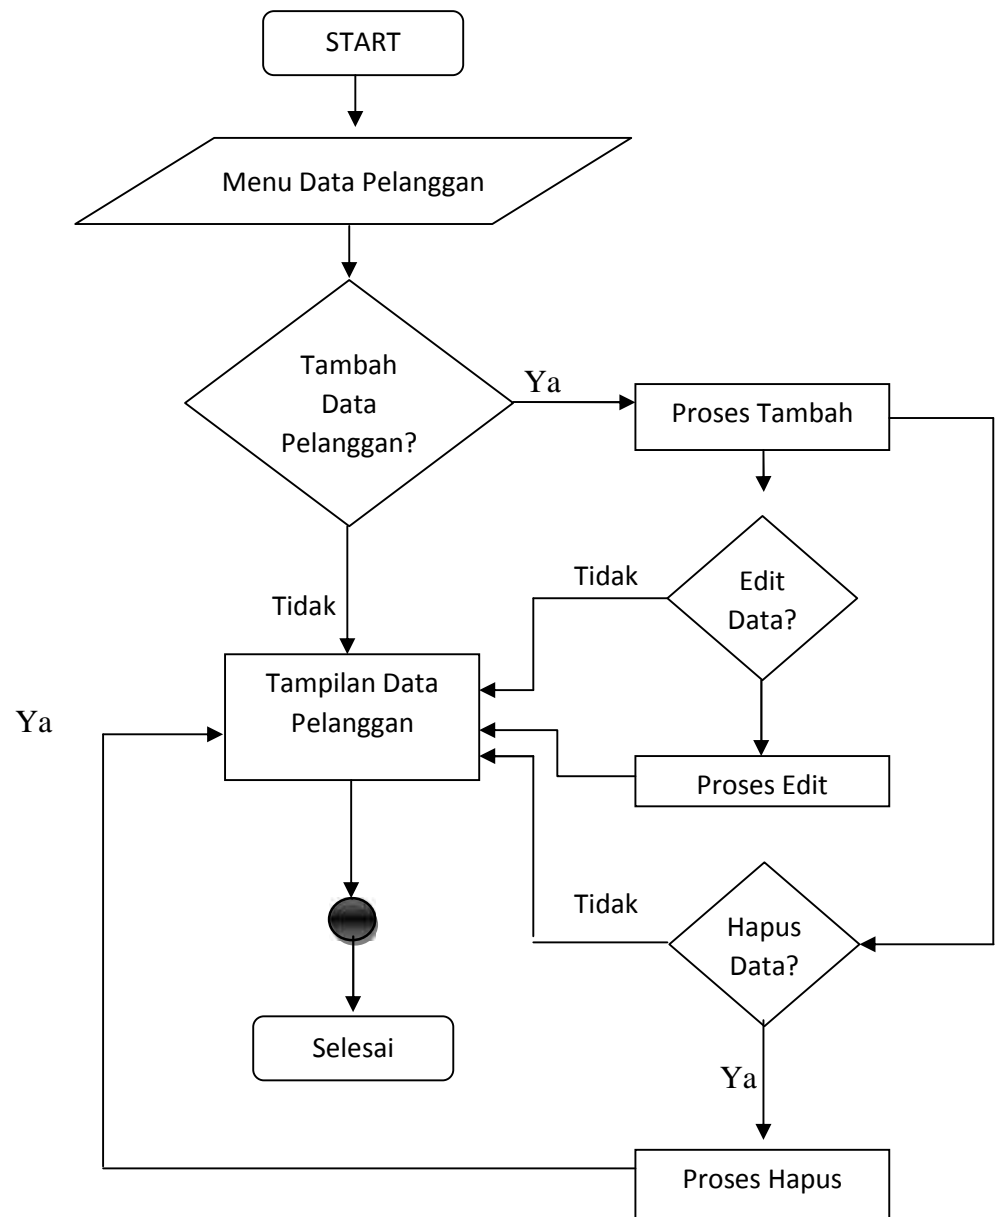 START
Menu Data Pelanggan
Tambah
Data
Pelanggan?
Ya
Proses Tambah
Tidak
Edit
Data?
Tidak
Tampilan Data
Pelanggan
Ya
Proses Edit
Tidak
Hapus
Data?
Selesai
Ya
Proses Hapus